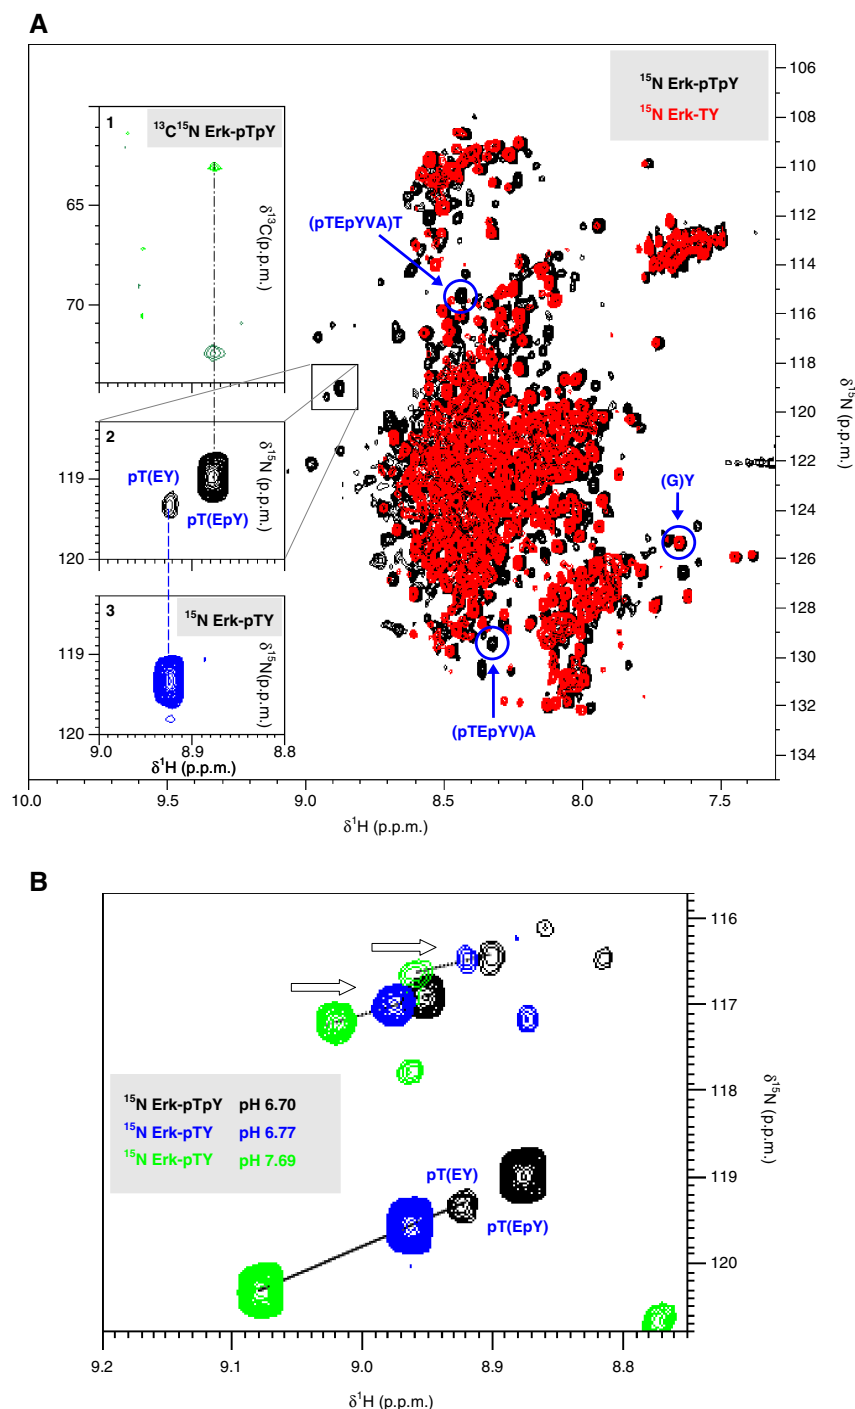 A
¹⁵N Erk-pTpY
¹⁵N Erk-TY
1
¹³C¹⁵N Erk-pTpY
65
70
δ¹³C(p.p.m.)
2
pT(EY)
pT(EpY)
119
120
δ¹⁵N (p.p.m.)
3
¹⁵N Erk-pTY
119
120
δ¹⁵N(p.p.m.)
9.0
8.9
8.8
δ¹H (p.p.m.)
(pTEpYVA)T
(G)Y
(pTEpYV)A
106
108
110
112
114
116
118
120
122
124
126
128
130
132
134
δ¹⁵N (p.p.m.)
10.0
9.5
9.0
8.5
8.0
7.5
δ¹H (p.p.m.)
B
¹⁵N Erk-pTpY pH 6.70
¹⁵N Erk-pTY pH 6.77
¹⁵N Erk-pTY pH 7.69
pT(EY)
pT(EpY)
116
117
118
119
120
δ¹⁵N (p.p.m.)
9.2
9.1
9.0
8.9
8.8
δ¹H (p.p.m.)